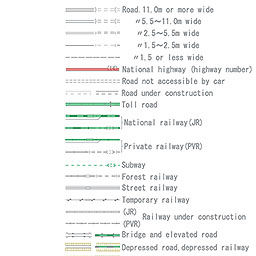 Road.11.0m or more wide
〃5.5~11.0m wide
〃2.5~5.5m wide
〃1.5~2.5m wide
〃1.5 or less wide
National highway (highway number)
Road not accessible by car
Road under construction
Toll road
National railway(JR)
Private railway(PVR)
Subway
Forest railway
Street railway
Temporary railway
(JR)
Railway under construction
(PVR)
Bridge and elevated road
Depressed road,depressed railway